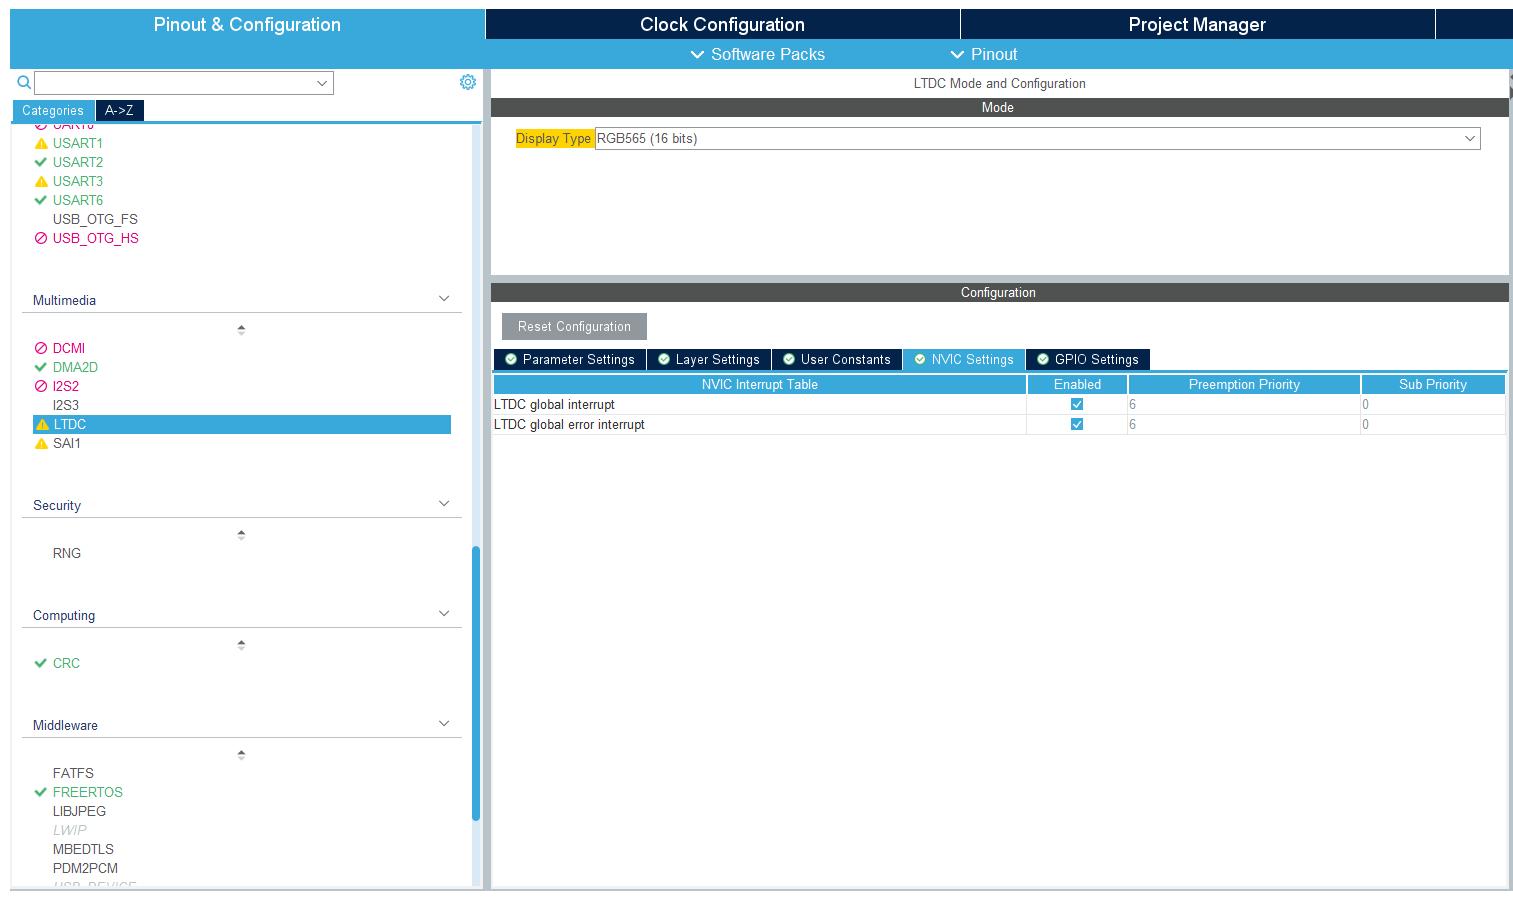 Pinout & Configuration
Clock Configuration
Project Manager
Software Packs
Pinout
Categories
A->Z
USART1
USART2
USART3
USART6
USB_OTG_FS
USB_OTG_HS
Multimedia
DCMI
DMA2D
I2S2
I2S3
LTDC
SAI1
Security
RNG
Computing
CRC
Middleware
FATFS
FREERTOS
LIBJPEG
LWIP
MBEDTLS
PDM2PCM
USB_DEVICE
LTDC Mode and Configuration
Mode
Display Type RGB565 (16 bits)
Configuration
Reset Configuration
Parameter Settings
Layer Settings
User Constants
NVIC Settings
GPIO Settings
NVIC Interrupt Table Enabled Preemption Priority Sub Priority
LTDC global interrupt 6 0
LTDC global error interrupt 6 0